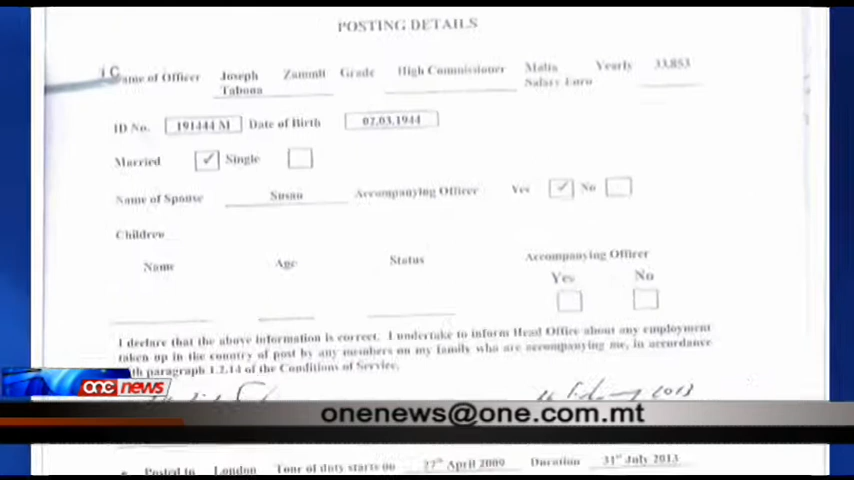 POSTING DETAILS
Name of Officer Joseph Zammit Grade High Commissioner Malta Yearly 33,853
Tabona Salary Euro
ID No. 191444 M Date of Birth 07.03.1944
Married ✓ Single
Name of Spouse Susan Accompanying Officer Yes ✓ No
Children
Name Age Status Accompanying Officer
Yes No
I declare that the above information is correct. I undertake to inform Head Office about any employment
taken up in the country of post by any members on my family who are accompanying me, in accordance
paragraph 1.2.14 of the Conditions of Service.
one news
2013
onenews@one.com.mt
Posted to London Tour of duty starts on 27th April 2009 Duration 31st July 2013